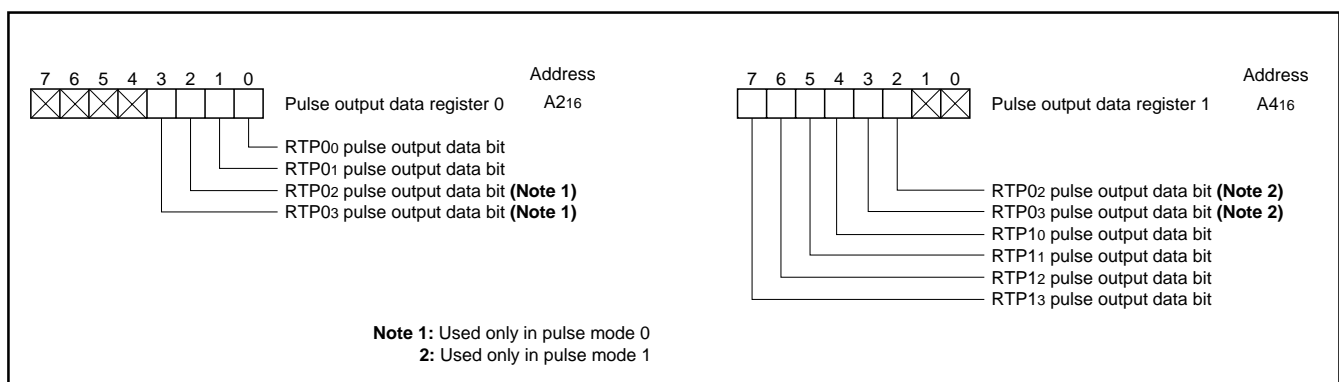 7 6 5 4 3 2 1 0 Address
Pulse output data register 0 A216
RTP00 pulse output data bit
RTP01 pulse output data bit
RTP02 pulse output data bit (Note 1)
RTP03 pulse output data bit (Note 1)
7 6 5 4 3 2 1 0 Address
Pulse output data register 1 A416
RTP02 pulse output data bit (Note 2)
RTP03 pulse output data bit (Note 2)
RTP10 pulse output data bit
RTP11 pulse output data bit
RTP12 pulse output data bit
RTP13 pulse output data bit
Note 1: Used only in pulse mode 0
2: Used only in pulse mode 1